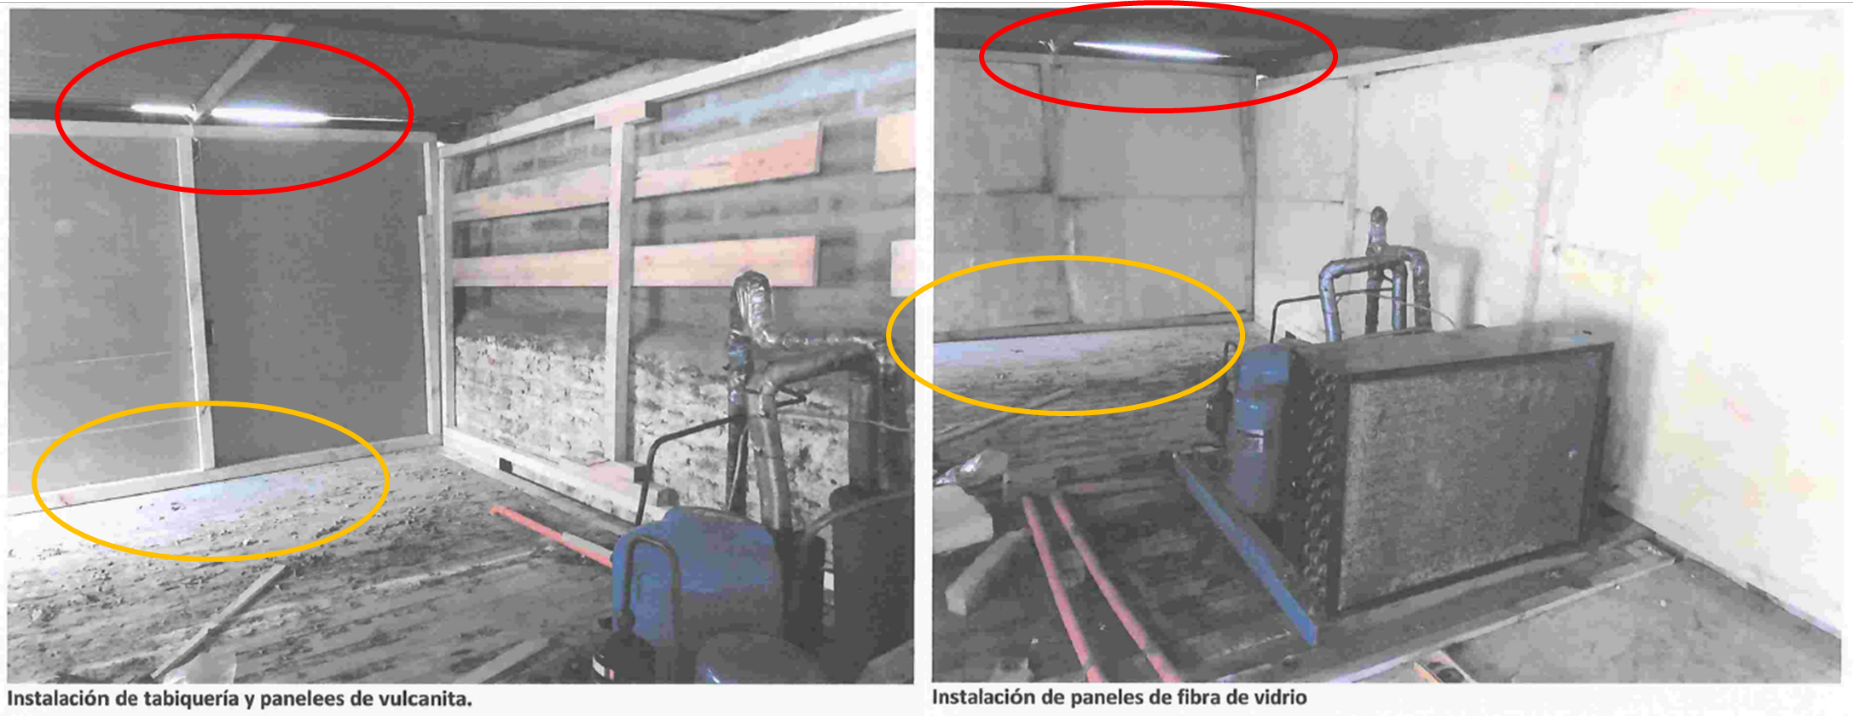 Instalación de tabiquería y panelees de vulcanita.
Instalación de paneles de fibra de vidrio